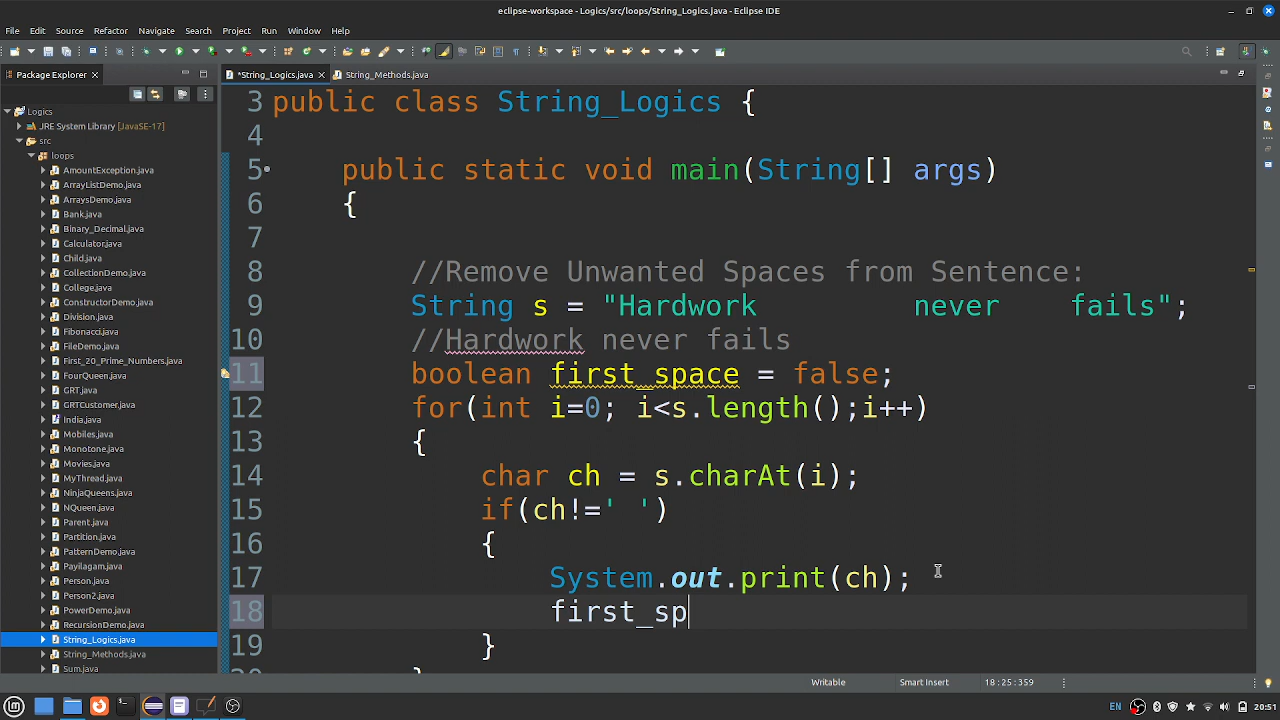 eclipse-workspace - Logics/src/loops/String_Logics.java - Eclipse IDE
File Edit Source Refactor Navigate Search Project Run Window Help
Package Explorer
*String_Logics.java
String_Methods.java
Logics
JRE System Library [JavaSE-17]
src
loops
AmountException.java
ArrayListDemo.java
ArraysDemo.java
Bank.java
Binary_Decimal.java
Calculator.java
Child.java
CollectionDemo.java
College.java
ConstructorDemo.java
Division.java
Fibonacci.java
FileDemo.java
First_20_Prime_Numbers.java
FourQueen.java
GRT.java
GRTCustomer.java
India.java
Mobiles.java
Monotone.java
Movies.java
MyThread.java
NinjaQueens.java
NQueen.java
Parent.java
Partition.java
PatternDemo.java
Payilagam.java
Person.java
Person2.java
PowerDemo.java
RecursionDemo.java
String_Logics.java
String_Methods.java
Sum.java
3 public class String_Logics {
4
5 public static void main(String[] args)
6 {
7
8 //Remove Unwanted Spaces from Sentence:
9 String s = "Hardwork         never    fails";
10 //Hardwork never fails
11 boolean first_space = false;
12 for(int i=0; i<s.length();i++)
13 {
14 char ch = s.charAt(i);
15 if(ch!=' ')
16 {
17 System.out.print(ch);
18 first_sp
19 }
Writable Smart Insert 18:25:359
EN 20:51